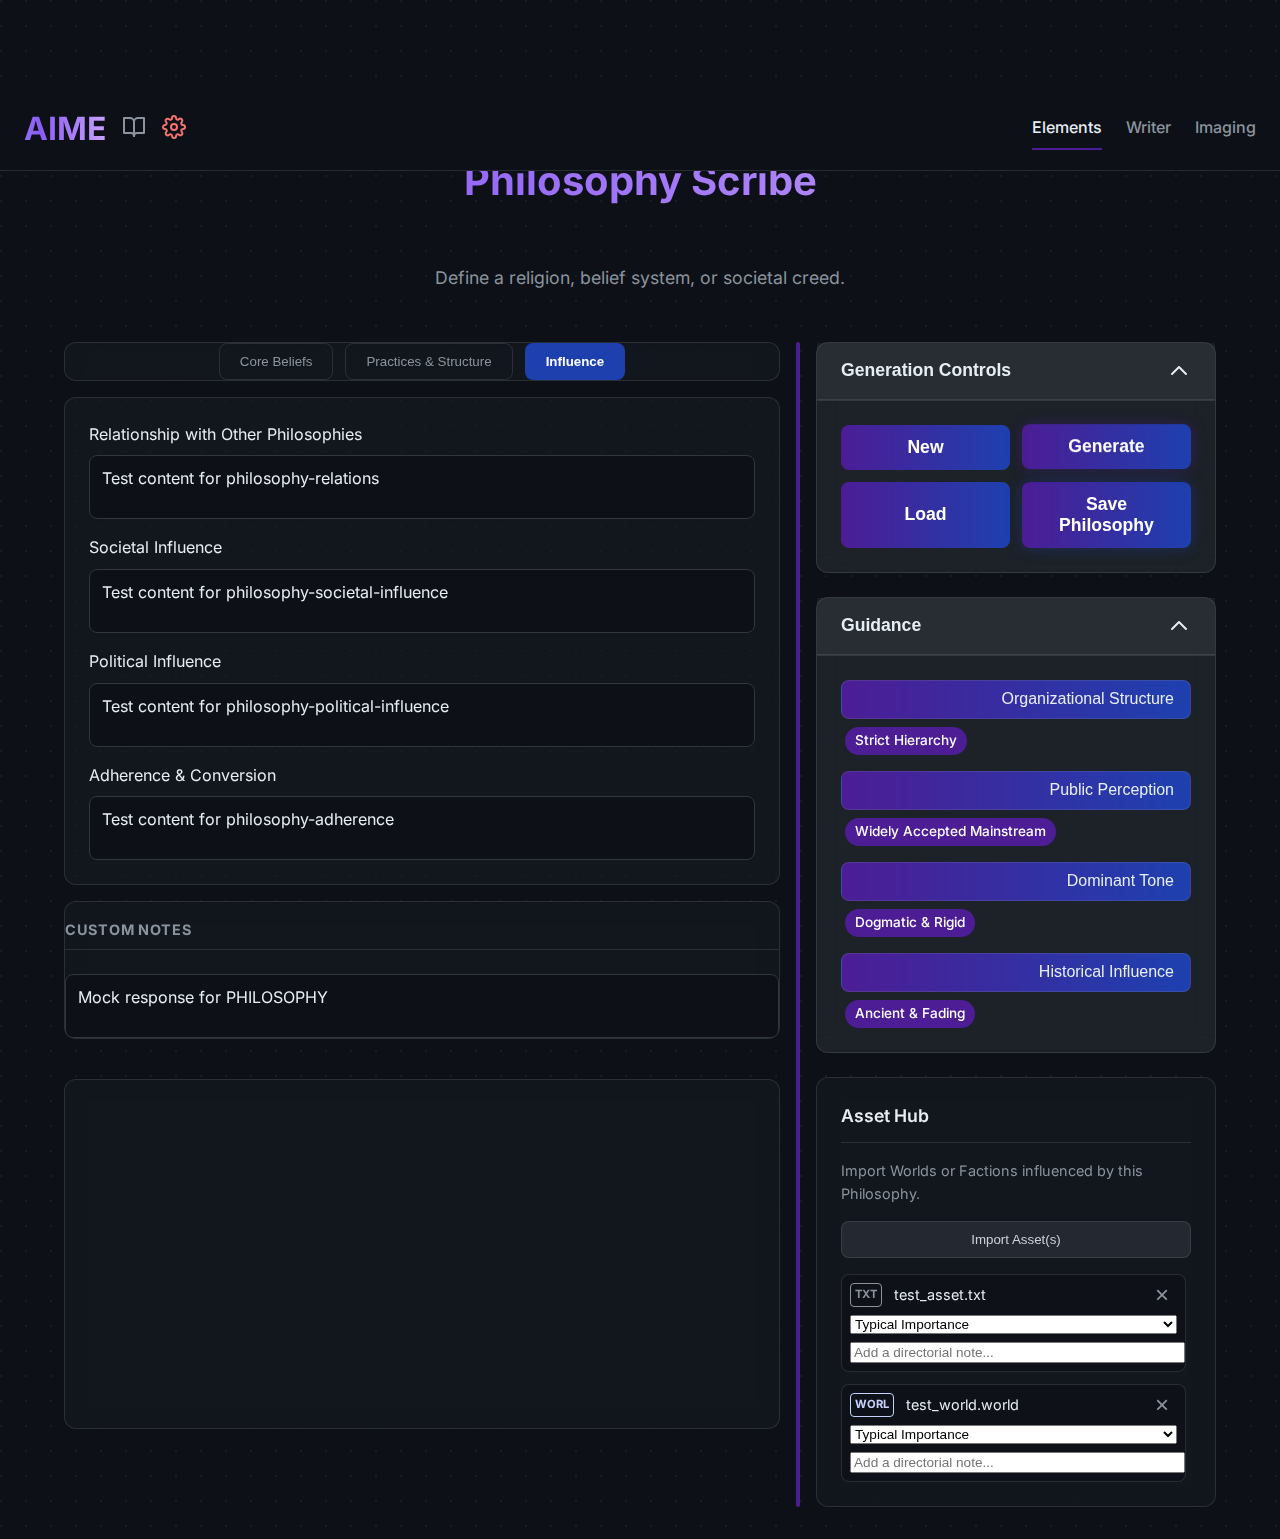 AIME
Elements
Writer
Imaging
Philosophy Scribe
Define a religion, belief system, or societal creed.
Core Beliefs
Practices & Structure
Influence
Relationship with Other Philosophies
Test content for philosophy-relations
Societal Influence
Test content for philosophy-societal-influence
Political Influence
Test content for philosophy-political-influence
Adherence & Conversion
Test content for philosophy-adherence
CUSTOM NOTES
Mock response for PHILOSOPHY
Generation Controls
New
Generate
Load
Save
Philosophy
Guidance
Organizational Structure
Strict Hierarchy
Public Perception
Widely Accepted Mainstream
Dominant Tone
Dogmatic & Rigid
Historical Influence
Ancient & Fading
Asset Hub
Import Worlds or Factions influenced by this
Philosophy.
Import Asset(s)
TXT test_asset.txt
Typical Importance
Add a directorial note...
WORL test_world.world
Typical Importance
Add a directorial note...